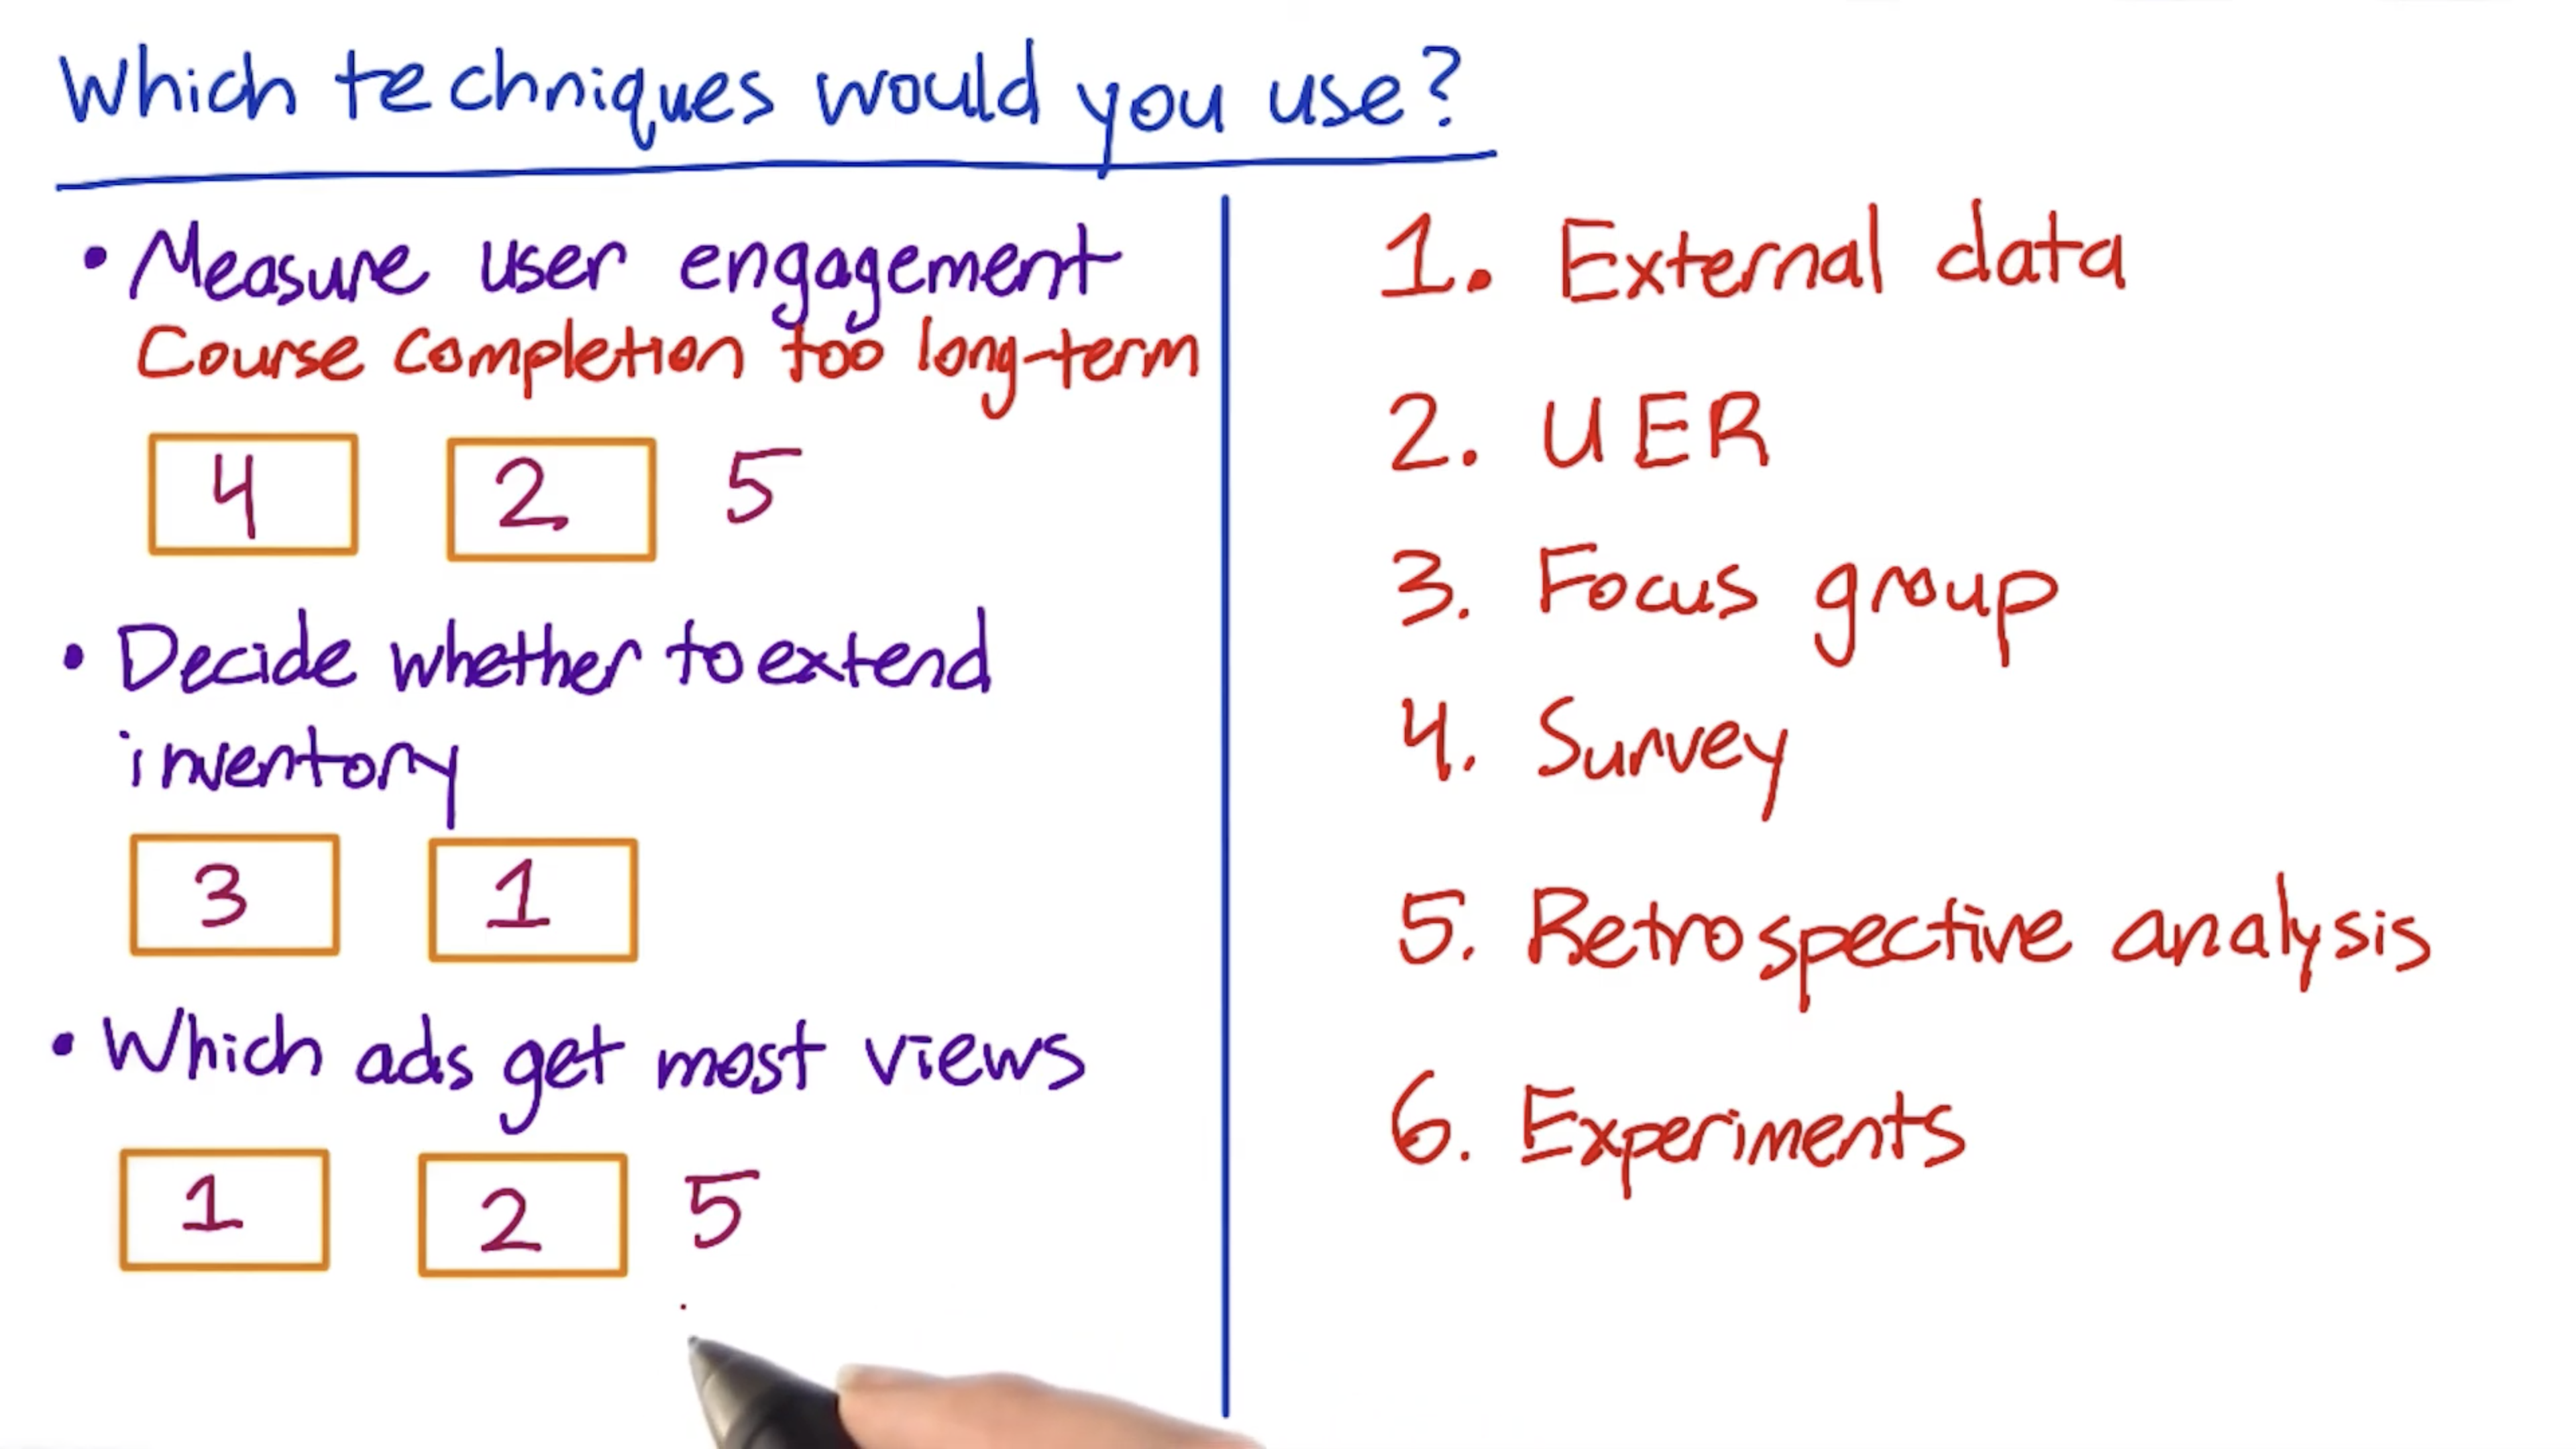 Which techniques would you use?
• Measure user engagement
Course completion too long-term
4 2 5
• Decide whether to extend
inventory
3 1
• Which ads get most views
1 2 5
1. External data
2. UER
3. Focus group
4. Survey
5. Retrospective analysis
6. Experiments